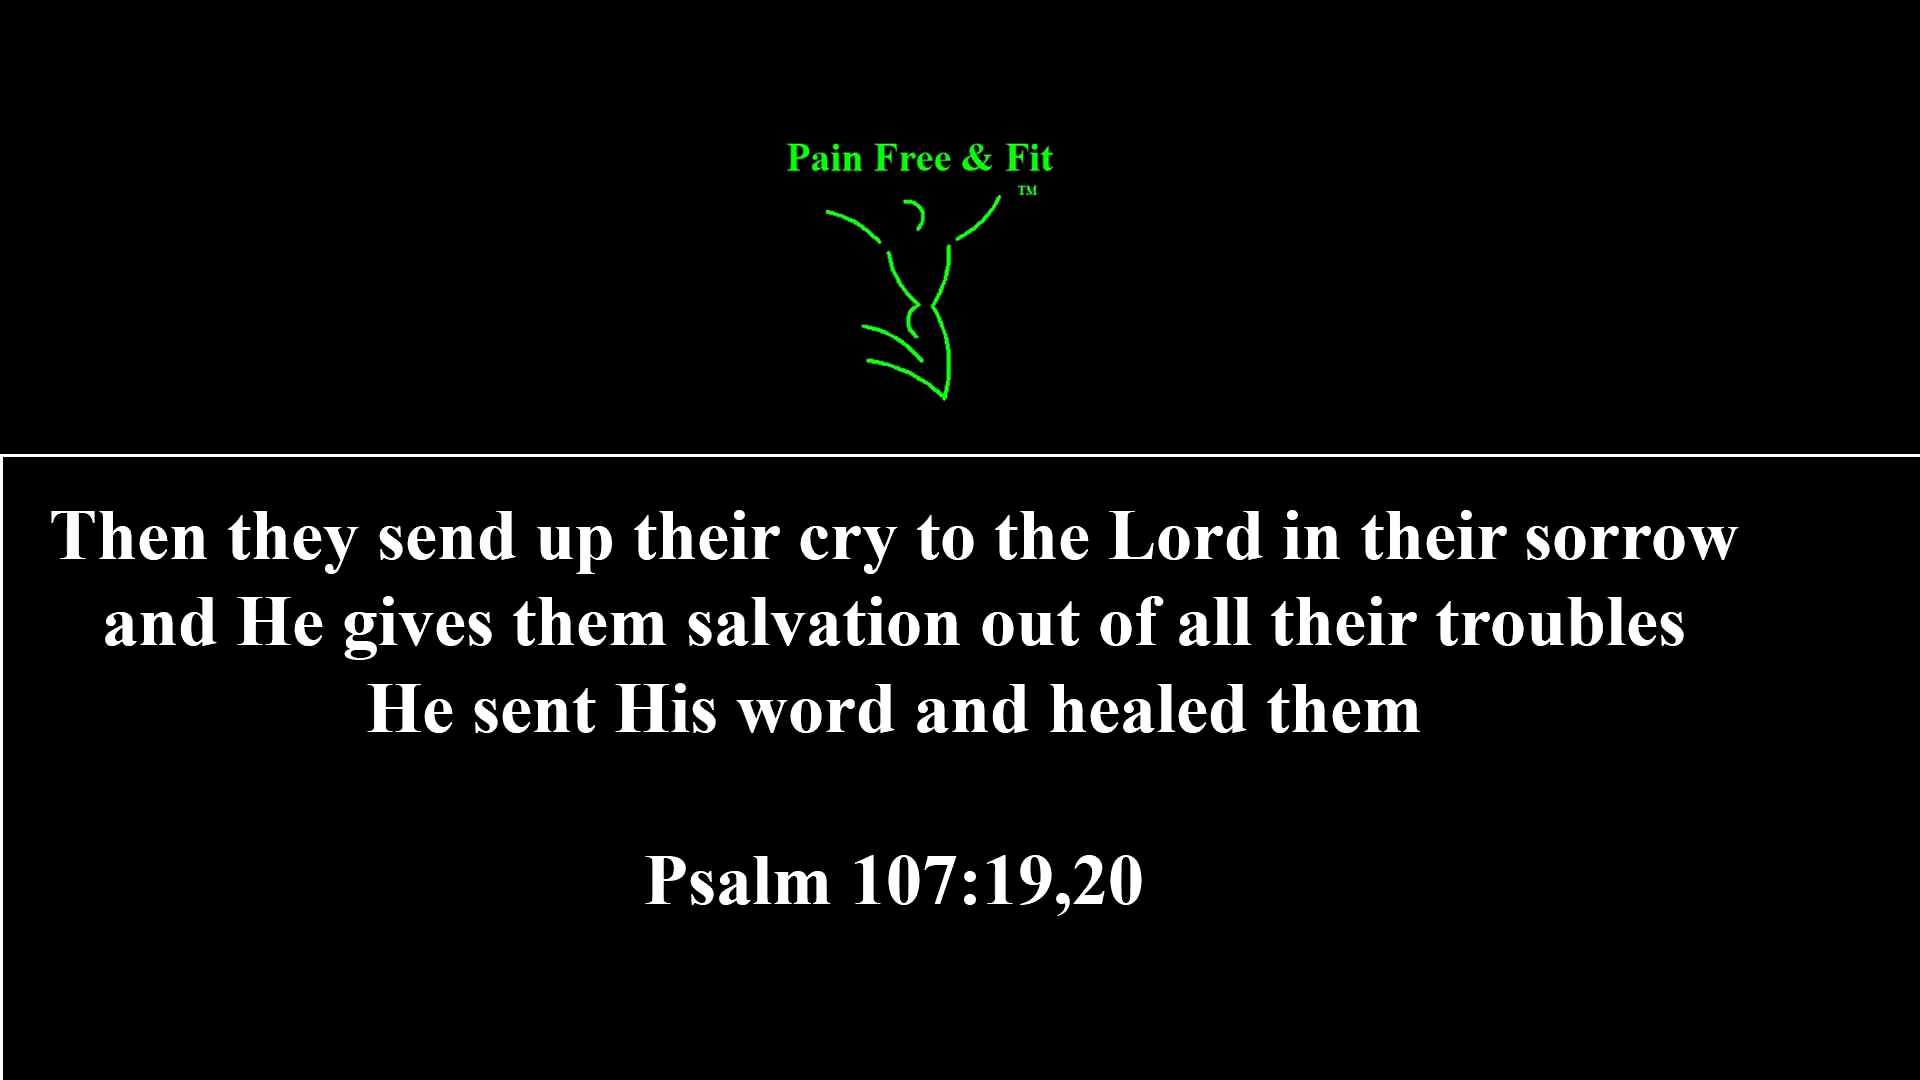 Pain Free & Fit
TM
Then they send up their cry to the Lord in their sorrow
and He gives them salvation out of all their troubles
He sent His word and healed them
Psalm 107:19,20